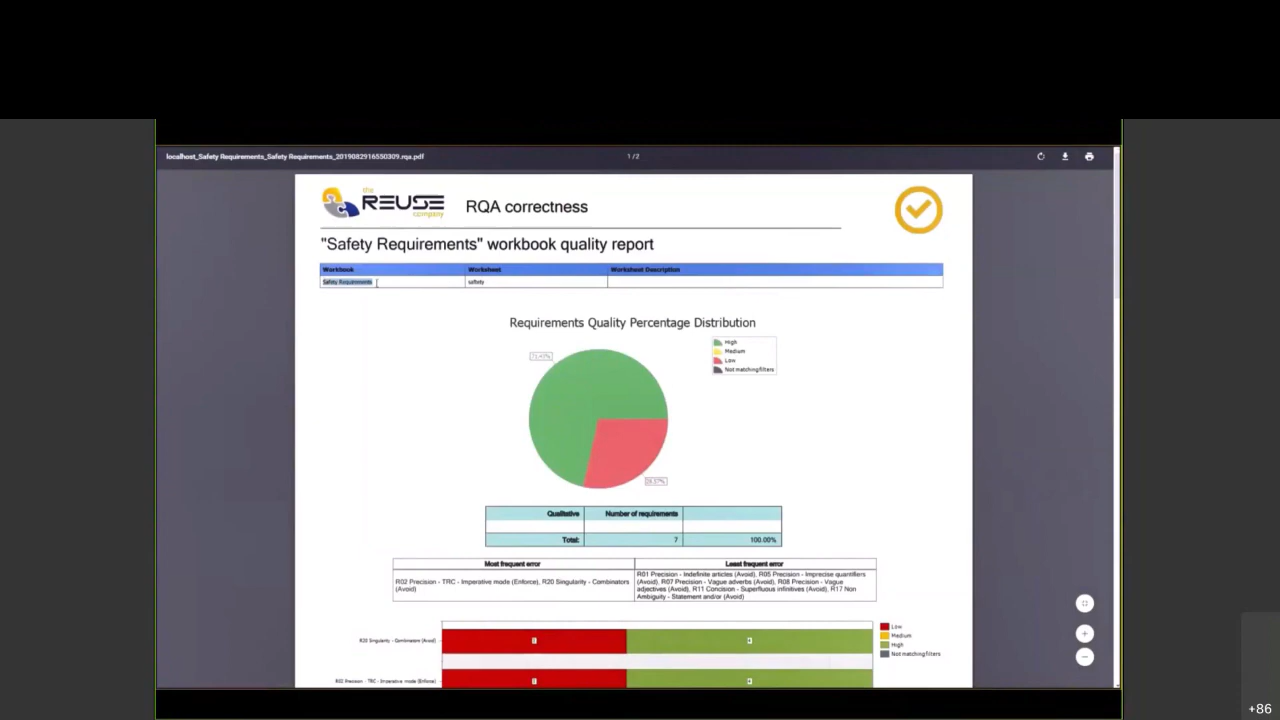 localhost_Safety Requirements_Safety Requirements_2019082916550309.rqa.pdf
1 / 2
the
REUSE
company
RQA correctness
"Safety Requirements" workbook quality report
Workbook Worksheet Worksheet Description
Safety Requirements saftety
Requirements Quality Percentage Distribution
High
Medium
Low
Not matching filters
Qualitative Number of requirements
Total: 7 100.00%
Most frequent error Least frequent error
R02 Precision - TRC - Imperative mode (Enforce), R20 Singularity - Combinators (Avoid)
R01 Precision - Indefinite articles (Avoid), R05 Precision - Imprecise quantifiers
(Avoid), R07 Precision - Vague adverbs (Avoid), R08 Precision - Vague
adjectives (Avoid), R11 Concision - Superfluous infinitives (Avoid), R17 Non
Ambiguity - Statement and/or (Avoid)
R20 Singularity - Combinators (Avoid)
R02 Precision - TRC - Imperative mode (Enforce)
Low
Medium
High
Not matching filters
+86